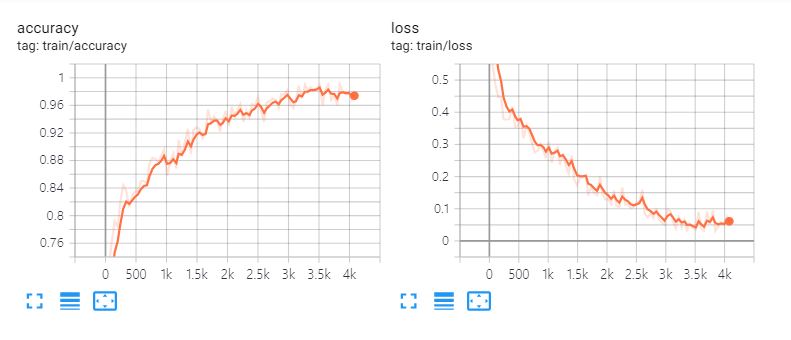 accuracy
tag: train/accuracy
1
0.96
0.92
0.88
0.84
0.8
0.76
0 500 1k 1.5k 2k 2.5k 3k 3.5k 4k
loss
tag: train/loss
0.5
0.4
0.3
0.2
0.1
0
0 500 1k 1.5k 2k 2.5k 3k 3.5k 4k